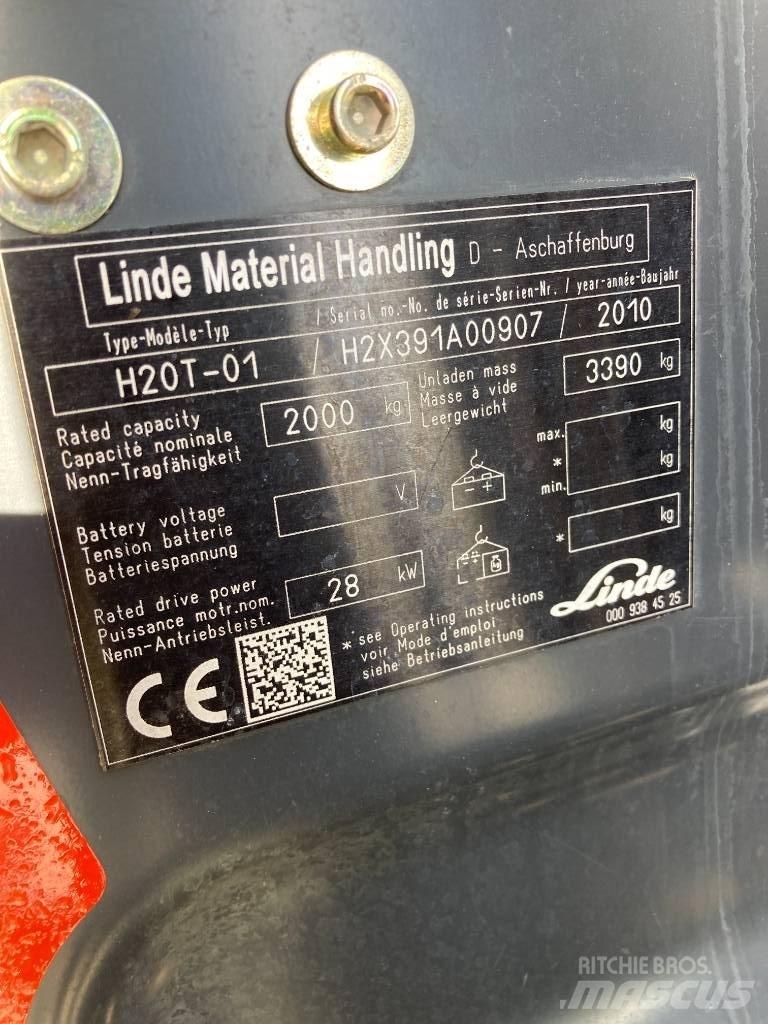 Linde Material Handling D - Aschaffenburg
Type-Modèle-Typ / Serial no.-No. de série-Serien-Nr. / year-année-Baujahr
H20T-01 / H2X391A00907 / 2010
Rated capacity
Capacité nominale
Nenn-Tragfähigkeit
2000 kg
Unladen mass
Masse à vide
Leergewicht
3390 kg
Battery voltage
Tension batterie
Batteriespannung
V
max. kg
* kg
min.
* kg
Rated drive power
Puissance motr.nom.
Nenn-Antriebsleist.
28 kW
* see Operating instructions
voir Mode d'emploi
siehe Betriebsanleitung
Linde
000 938 45 25
CE
RITCHIE BROS.
MASCUS